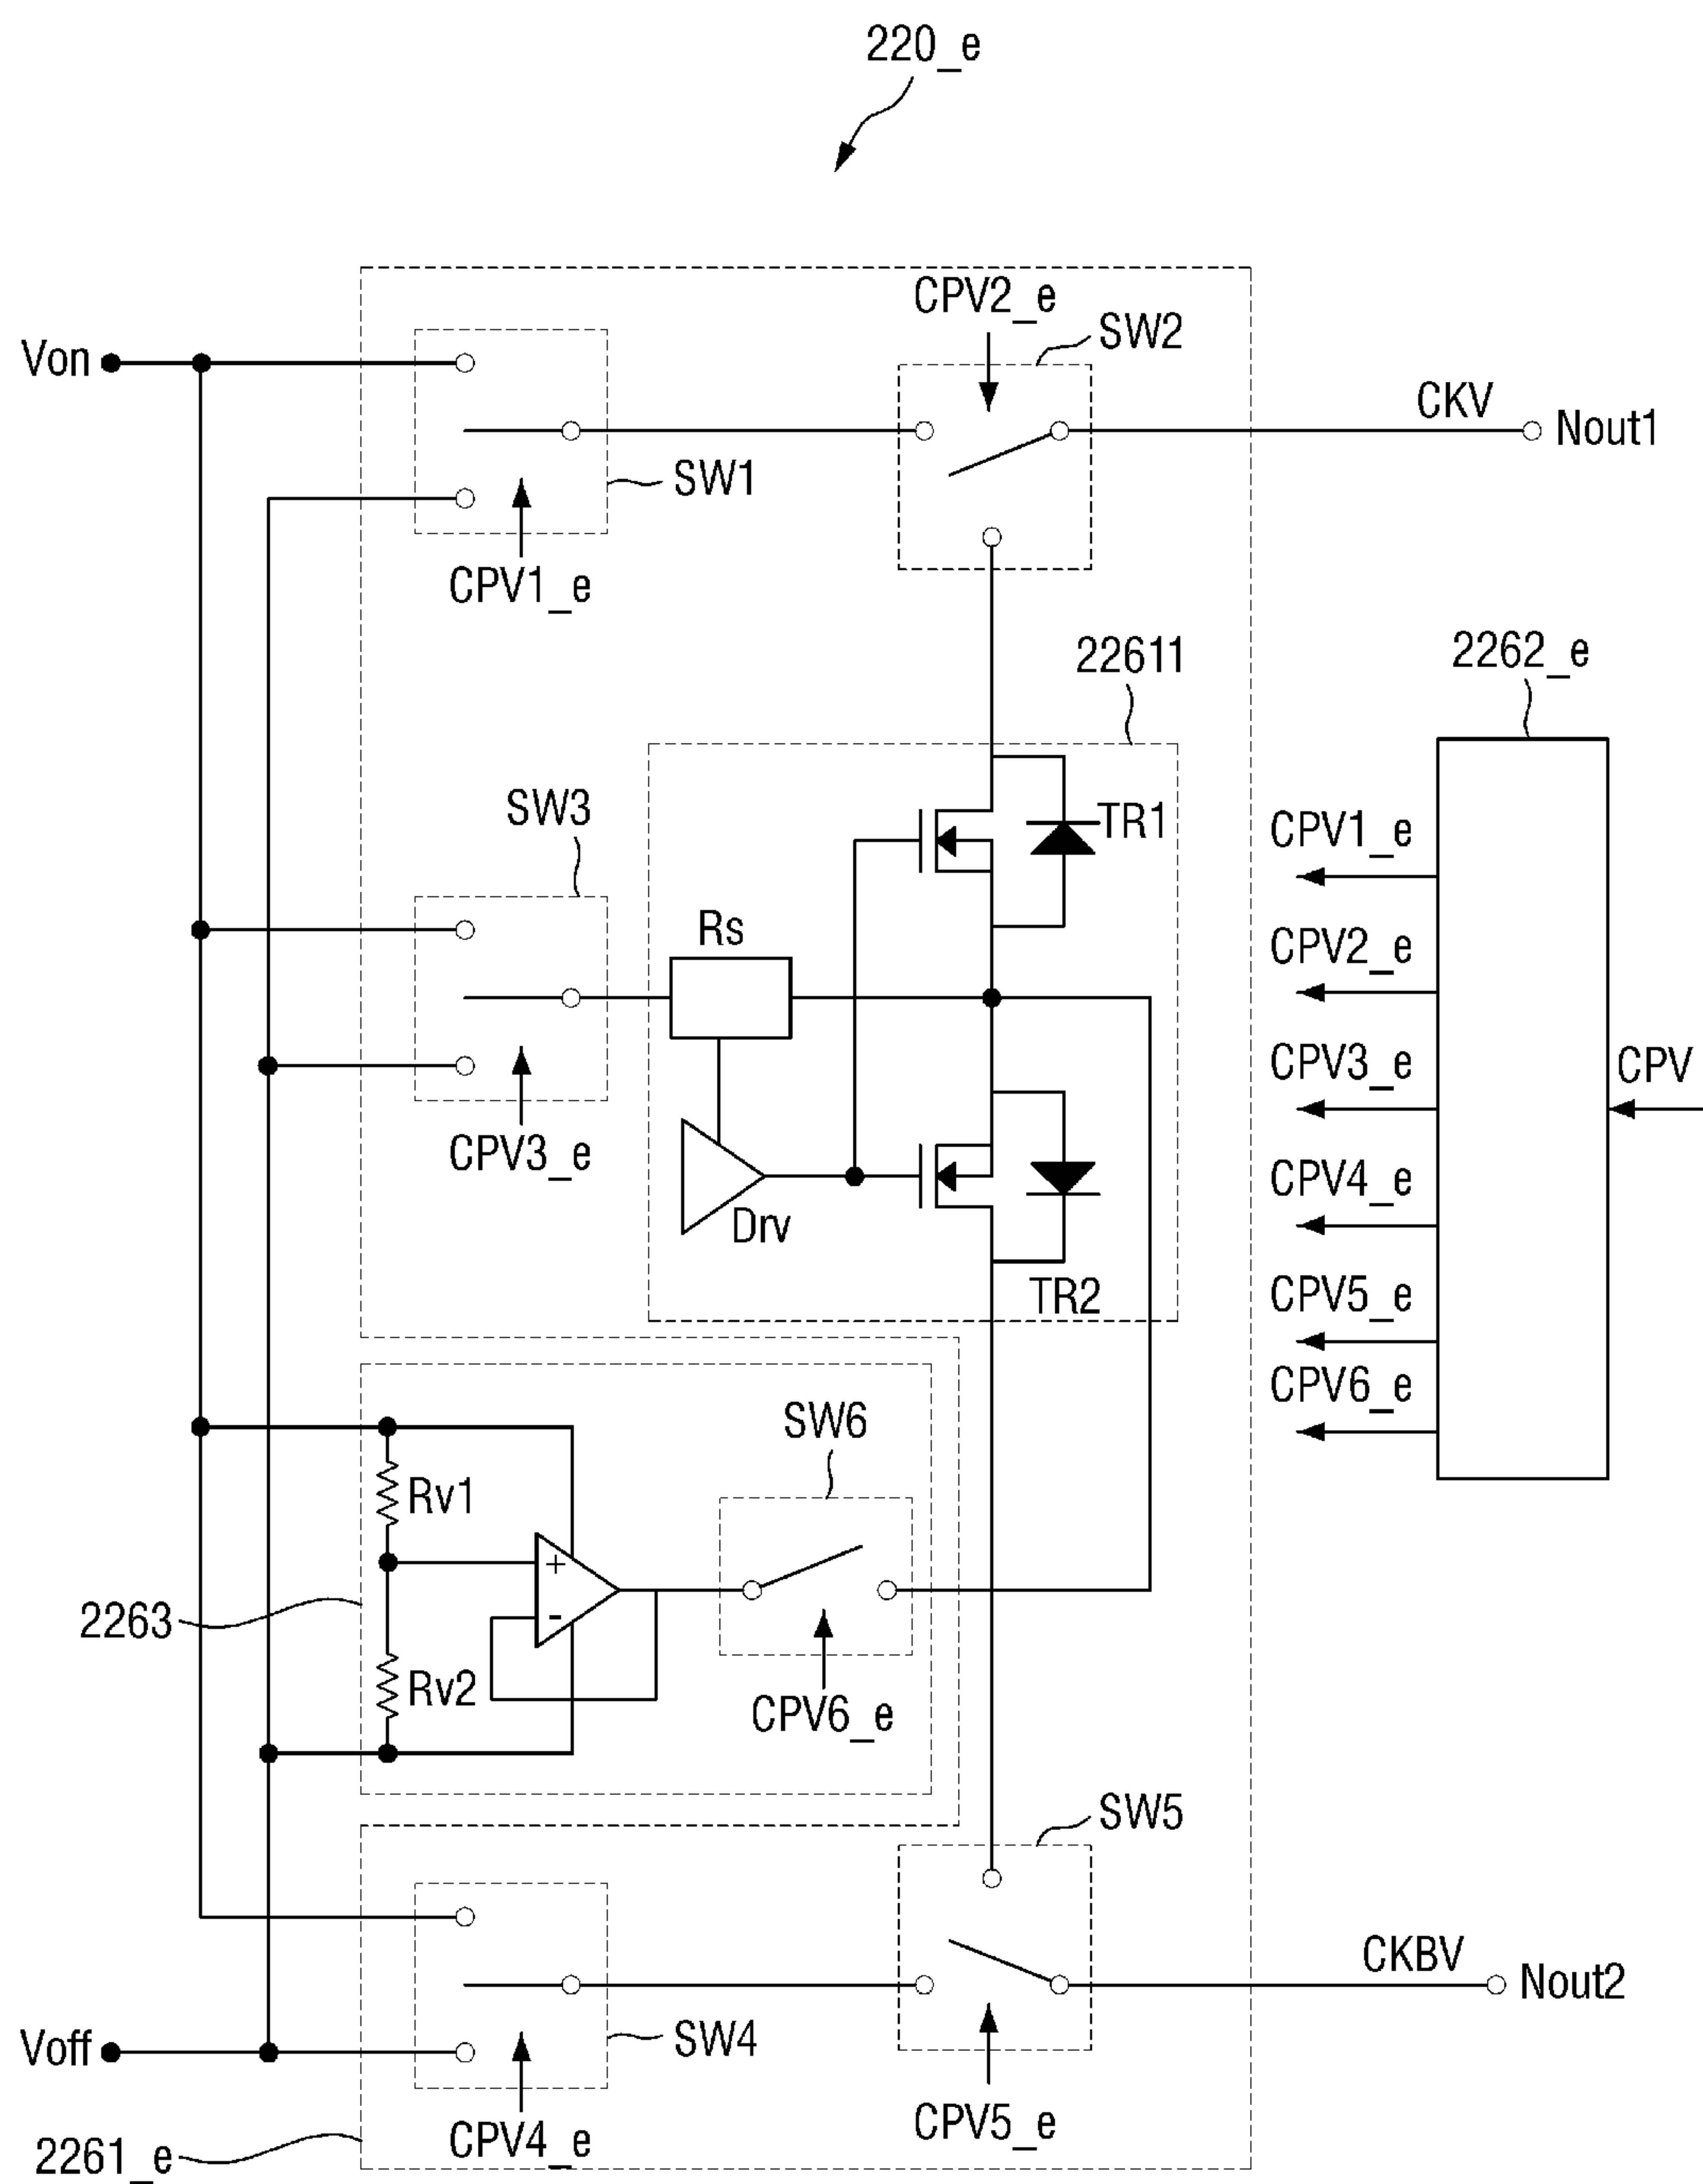 220_e
CPV2_e
SW2
Von
CKV
Nout1
SW1
CPV1_e
22611
2262_e
SW3
TR1
CPV1_e
Rs
CPV2_e
CPV3_e
CPV
CPV3_e
CPV4_e
Drv
TR2
CPV5_e
CPV6_e
SW6
Rv1
+
2263
-
Rv2
CPV6_e
SW5
CKBV
Nout2
Voff
SW4
CPV4_e
CPV5_e
2261_e